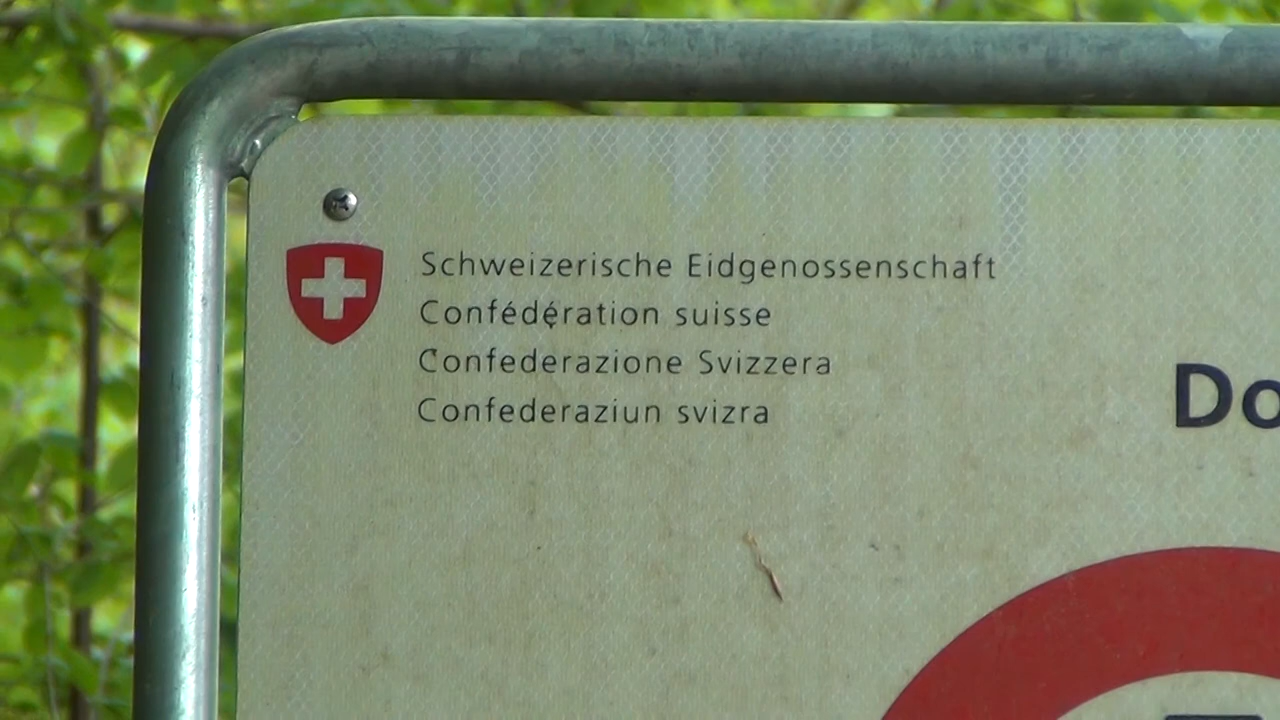 Schweizerische Eidgenossenschaft
Confédération suisse
Confederazione Svizzera
Confederaziun svizra
Do